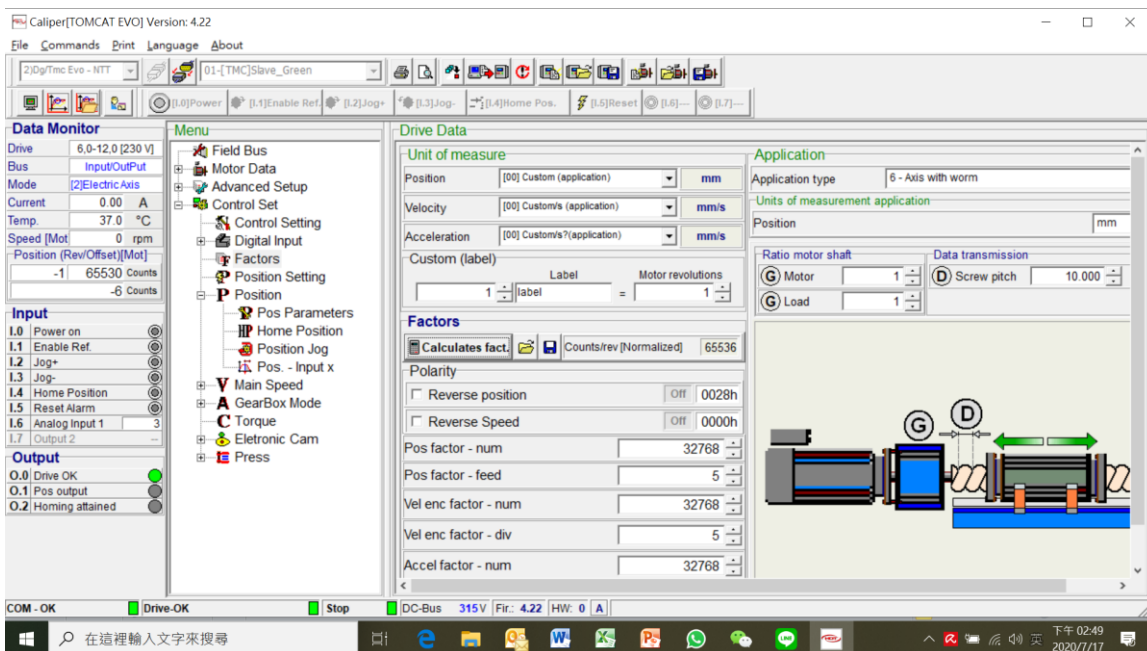 Caliper[TOMCAT EVO] Version: 4.22
File Commands Print Language About
2)Dg/Tmc Evo - NTT 01-[TMC]Slave_Green
[I.0]Power [I.1]Enable Ref. [I.2]Jog+ [I.3]Jog- [I.4]Home Pos. [I.5]Reset [I.6]--- [I.7]---
Data Monitor
Drive 6,0-12,0 [230 V]
Bus Input/OutPut
Mode [2]Electric Axis
Current 0.00 A
Temp. 37.0 °C
Speed [Mot 0 rpm
Position (Rev/Offset)[Mot]
-1 65530 Counts
-6 Counts
Input
I.0 Power on
I.1 Enable Ref.
I.2 Jog+
I.3 Jog-
I.4 Home Position
I.5 Reset Alarm
I.6 Analog Input 1 3
I.7 Output 2 --
Output
O.0 Drive OK
O.1 Pos output
O.2 Homing attained
Menu
Field Bus
Motor Data
Advanced Setup
Control Set
Control Setting
Digital Input
Factors
Position Setting
P Position
Pos Parameters
HP Home Position
Position Jog
Pos. - Input x
V Main Speed
A GearBox Mode
C Torque
Eletronic Cam
Press
Drive Data
Unit of measure
Position [00] Custom (application) mm
Velocity [00] Custom/s (application) mm/s
Acceleration [00] Custom/s?(application) mm/s
Custom (label)
Label Motor revolutions
1 label = 1
Factors
Calculates fact. Counts/rev [Normalized] 65536
Polarity
Reverse position Off 0028h
Reverse Speed Off 0000h
Pos factor - num 32768
Pos factor - feed 5
Vel enc factor - num 32768
Vel enc factor - div 5
Accel factor - num 32768
Application
Application type 6 - Axis with worm
Units of measurement application
Position mm
Ratio motor shaft Data transmission
G Motor 1 D Screw pitch 10.000
G Load 1
G D
COM - OK Drive-OK Stop DC-Bus 315 V Fir.: 4.22 HW: 0 A
在這裡輸入文字來搜尋
英 下午 02:49
2020/7/17